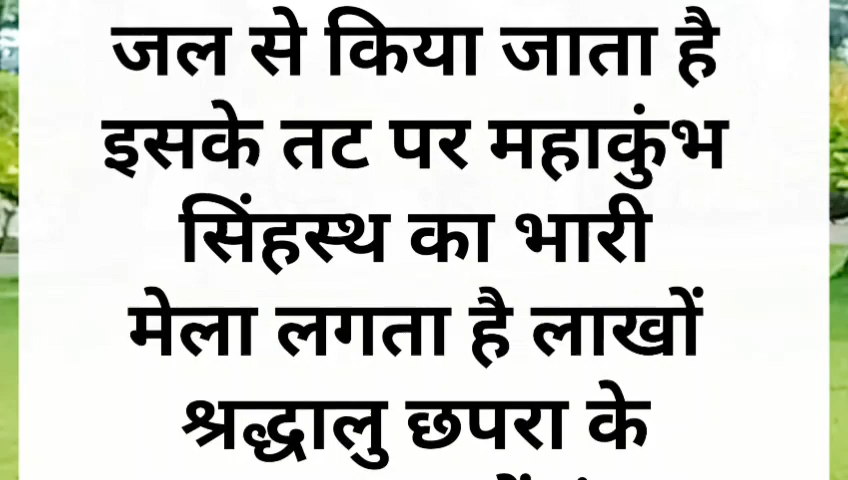 जल से किया जाता है
इसके तट पर महाकुंभ
सिंहस्थ का भारी
मेला लगता है लाखों
श्रद्धालु छपरा के